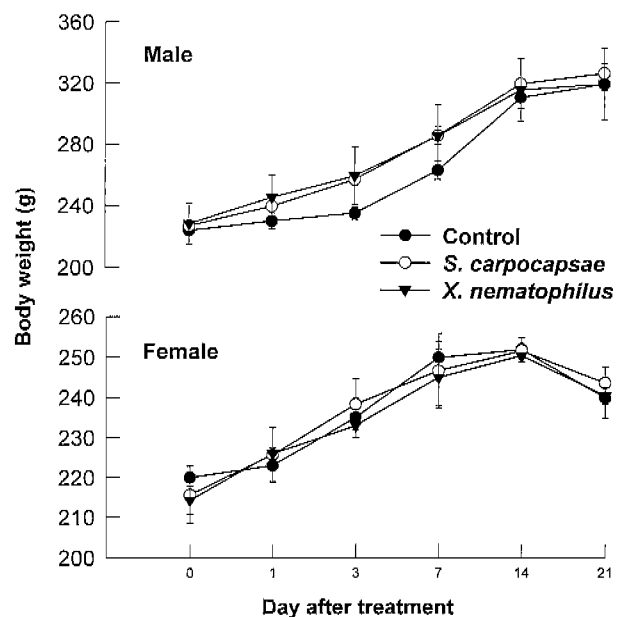 360
Male
320
280
240
220
Control
S. carpocapsae
X. nematophilus
Body weight (g)
260
Female
250
240
230
220
210
200
0 1 3 7 14 21
Day after treatment